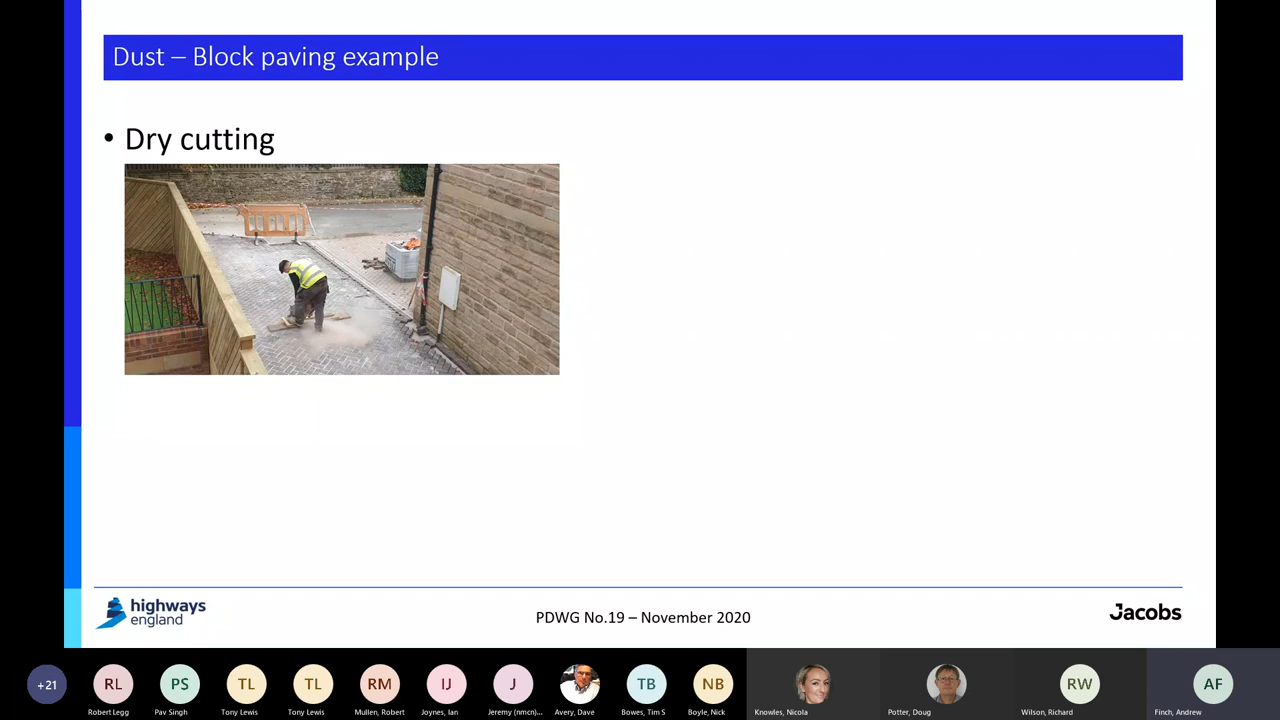 Dust – Block paving example
• Dry cutting
highways
england
PDWG No.19 – November 2020
Jacobs
+21
RL
PS
TL
TL
RM
IJ
J
TB
NB
RW
AF
Robert Legg
Pav Singh
Tony Lewis
Tony Lewis
Mullen, Robert
Joynes, Ian
Jeremy (nmcn)...
Avery, Dave
Bowes, Tim S
Boyle, Nick
Knowles, Nicola
Potter, Doug
Wilson, Richard
Finch, Andrew